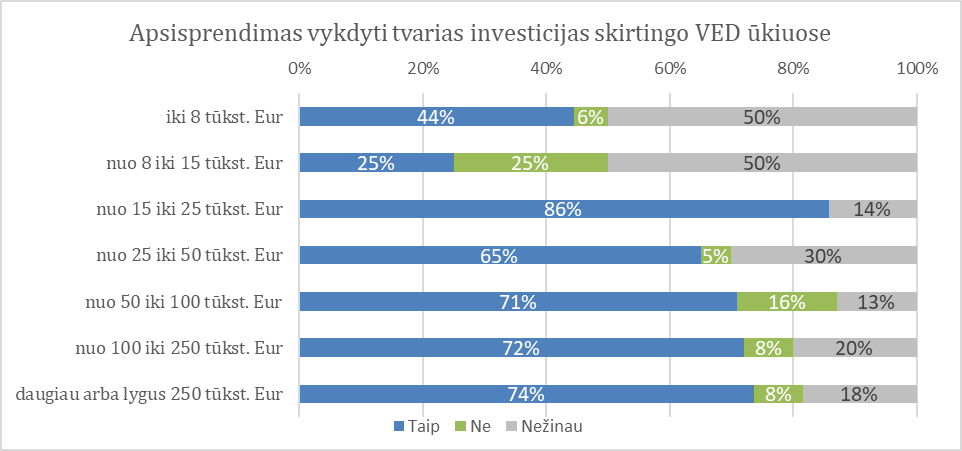 Apsisprendimas vykdyti tvarias investicijas skirtingo VED ūkiuose
0% 20% 40% 60% 80% 100%
iki 8 tūkst. Eur 44% 6% 50%
nuo 8 iki 15 tūkst. Eur 25% 25% 50%
nuo 15 iki 25 tūkst. Eur 86% 14%
nuo 25 iki 50 tūkst. Eur 65% 5% 30%
nuo 50 iki 100 tūkst. Eur 71% 16% 13%
nuo 100 iki 250 tūkst. Eur 72% 8% 20%
daugiau arba lygus 250 tūkst. Eur 74% 8% 18%
Taip Ne Nežinau